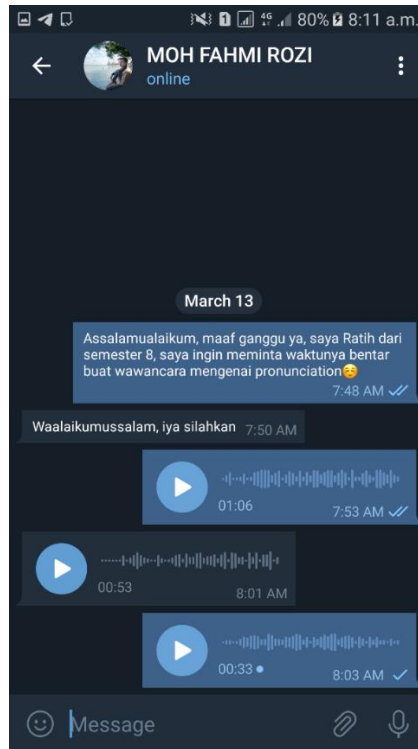 80% 8:11 a.m.
MOH FAHMI ROZI
online
March 13
Assalamualaikum, maaf ganggu ya, saya Ratih dari
semester 8, saya ingin meminta waktunya bentar
buat wawancara mengenai pronunciation☺️
7:48 AM
Waalaikumussalam, iya silahkan 7:50 AM
01:06 7:53 AM
00:53 8:01 AM
00:33 8:03 AM
Message